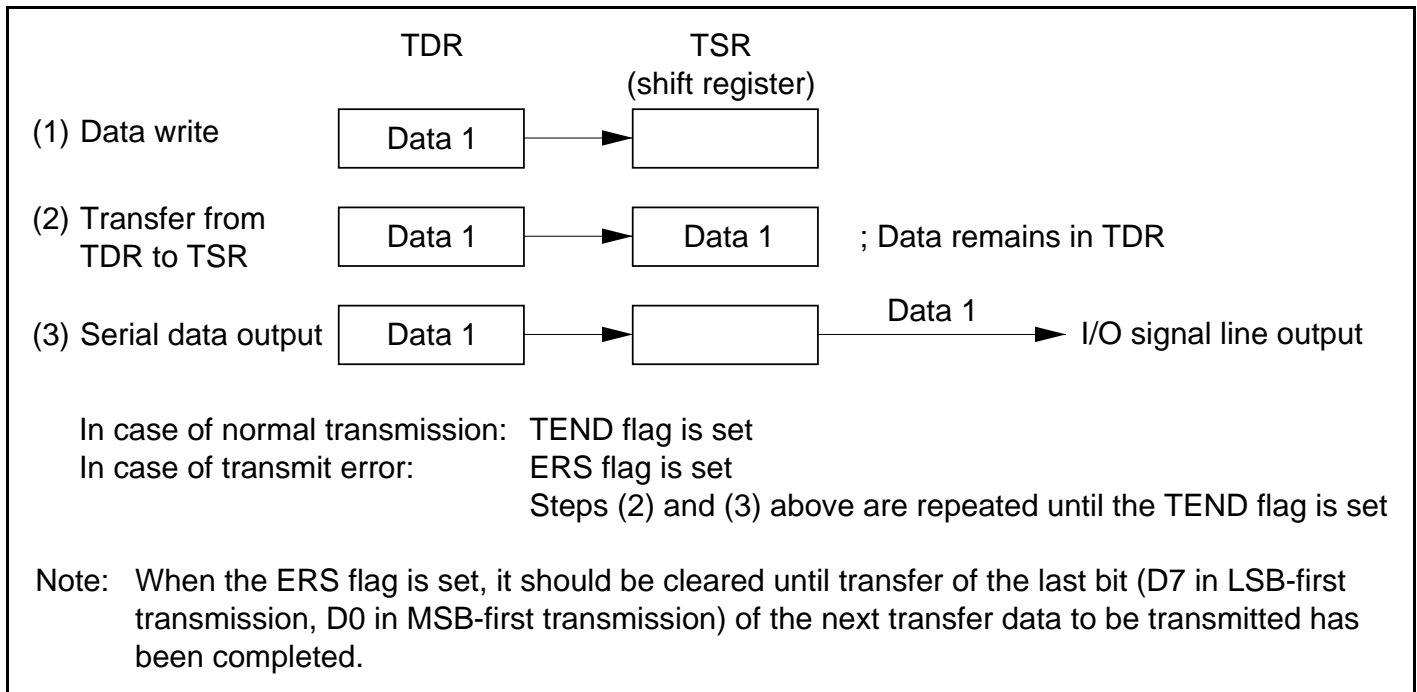 TDR TSR
(shift register)
(1) Data write Data 1
(2) Transfer from
TDR to TSR Data 1 Data 1 ; Data remains in TDR
(3) Serial data output Data 1 Data 1 I/O signal line output
In case of normal transmission: TEND flag is set
In case of transmit error: ERS flag is set
Steps (2) and (3) above are repeated until the TEND flag is set
Note: When the ERS flag is set, it should be cleared until transfer of the last bit (D7 in LSB-first
transmission, D0 in MSB-first transmission) of the next transfer data to be transmitted has
been completed.